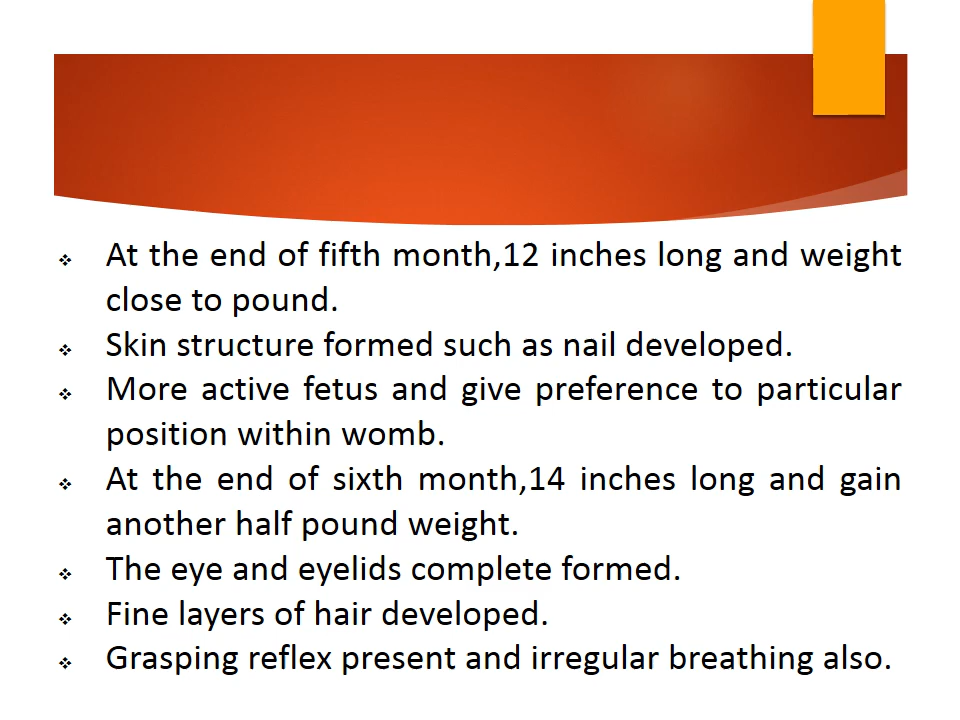 ❖ At the end of fifth month,12 inches long and weight
close to pound.
❖ Skin structure formed such as nail developed.
❖ More active fetus and give preference to particular
position within womb.
❖ At the end of sixth month,14 inches long and gain
another half pound weight.
❖ The eye and eyelids complete formed.
❖ Fine layers of hair developed.
❖ Grasping reflex present and irregular breathing also.